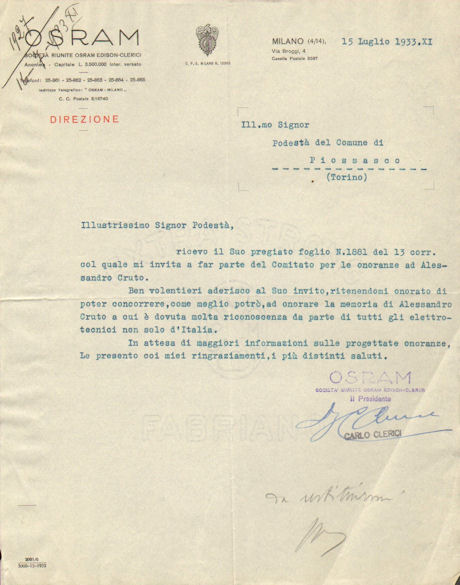 OSRAM
SOCIETÀ RIUNITE OSRAM EDISON-CLERICI
Anonima - Capitale L. 5.500.000 inter. versato
Telefoni: 25-861 - 25-862 - 25-863 - 25-864 - 25-865
Indirizzo Telegrafico: "OSRAM - MILANO"
C. C. Postale 3/16740
DIREZIONE
C. P. E. MILANO N.
MILANO (4/14), 15 Luglio 1933.XI
Via Broggi, 4
Casella Postale
Ill.mo Signor
Podestà del Comune di
Piossasco
(Torino)
Illustrissimo Signor Podestà,
ricevo il Suo pregiato foglio N.1881 del 13 corr.
col quale mi invita a far parte del Comitato per le onoranze ad Ales-
sandro Cruto.
Ben volentieri aderisco al Suo invito,ritenendomi onorato di
poter concorrere,come meglio potrò,ad onorare la memoria di Alessandro
Cruto a cui è dovuta molta riconoscenza da parte di tutti gli elettro-
tecnici non solo d'Italia.
In attesa di maggiori informazioni sulle progettate onoranze,
Le presento coi miei ringraziamenti,i più distinti saluti.
OSRAM
SOCIETÀ RIUNITE OSRAM EDISON-CLERICI
Il Presidente
CARLO CLERICI
da